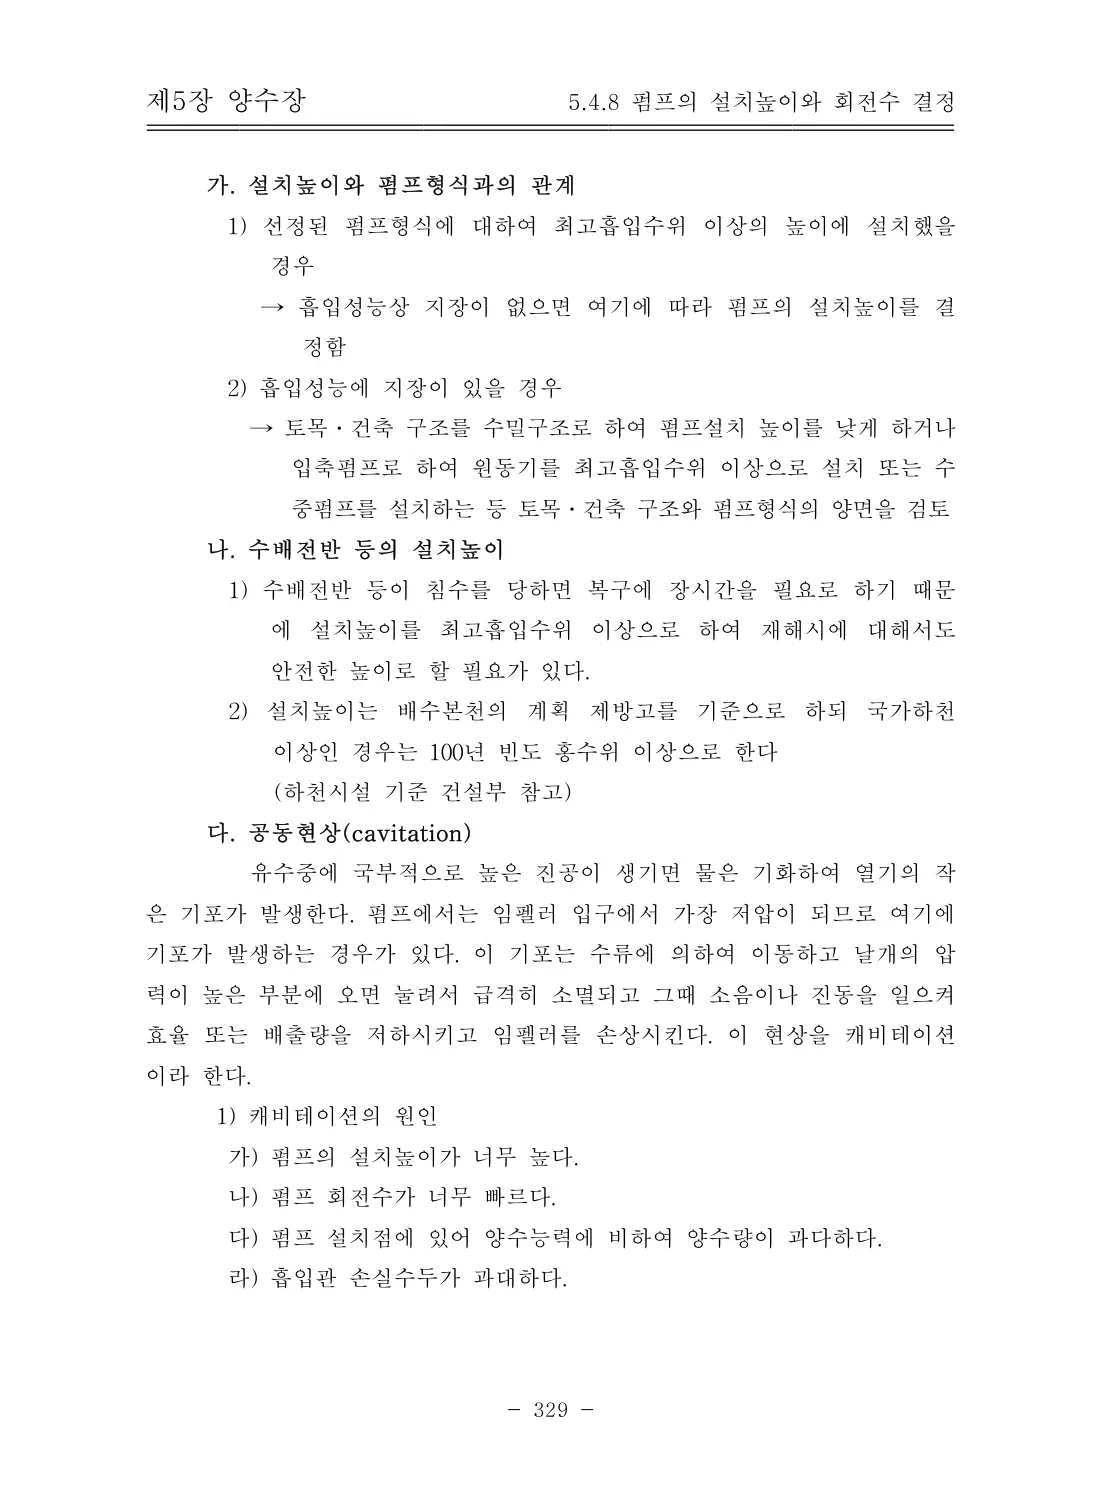 제5장 양수장
5.4.8 펌프의 설치높이와 회전수 결정
가. 설치높이와 펌프형식과의 관계
1) 선정된 펌프형식에 대하여 최고흡입수위 이상의 높이에 설치했을
경우
→ 흡입성능상 지장이 없으면 여기에 따라 펌프의 설치높이를 결
정함
2) 흡입성능에 지장이 있을 경우
→ 토목·건축 구조를 수밀구조로 하여 펌프설치 높이를 낮게 하거나
입축펌프로 하여 원동기를 최고흡입수위 이상으로 설치 또는 수
중펌프를 설치하는 등 토목·건축 구조와 펌프형식의 양면을 검토
나. 수배전반 등의 설치높이
1) 수배전반 등이 침수를 당하면 복구에 장시간을 필요로 하기 때문
에 설치높이를 최고흡입수위 이상으로 하여 재해시에 대해서도
안전한 높이로 할 필요가 있다.
2) 설치높이는 배수본천의 계획 제방고를 기준으로 하되 국가하천
이상인 경우는 100년 빈도 홍수위 이상으로 한다
(하천시설 기준 건설부 참고)
다. 공동현상(cavitation)
유수중에 국부적으로 높은 진공이 생기면 물은 기화하여 열기의 작
은 기포가 발생한다. 펌프에서는 임펠러 입구에서 가장 저압이 되므로 여기에
기포가 발생하는 경우가 있다. 이 기포는 수류에 의하여 이동하고 날개의 압
력이 높은 부분에 오면 눌려서 급격히 소멸되고 그때 소음이나 진동을 일으켜
효율 또는 배출량을 저하시키고 임펠러를 손상시킨다. 이 현상을 캐비테이션
이라 한다.
1) 캐비테이션의 원인
가) 펌프의 설치높이가 너무 높다.
나) 펌프 회전수가 너무 빠르다.
다) 펌프 설치점에 있어 양수능력에 비하여 양수량이 과다하다.
라) 흡입관 손실수두가 과대하다.
- 329 -